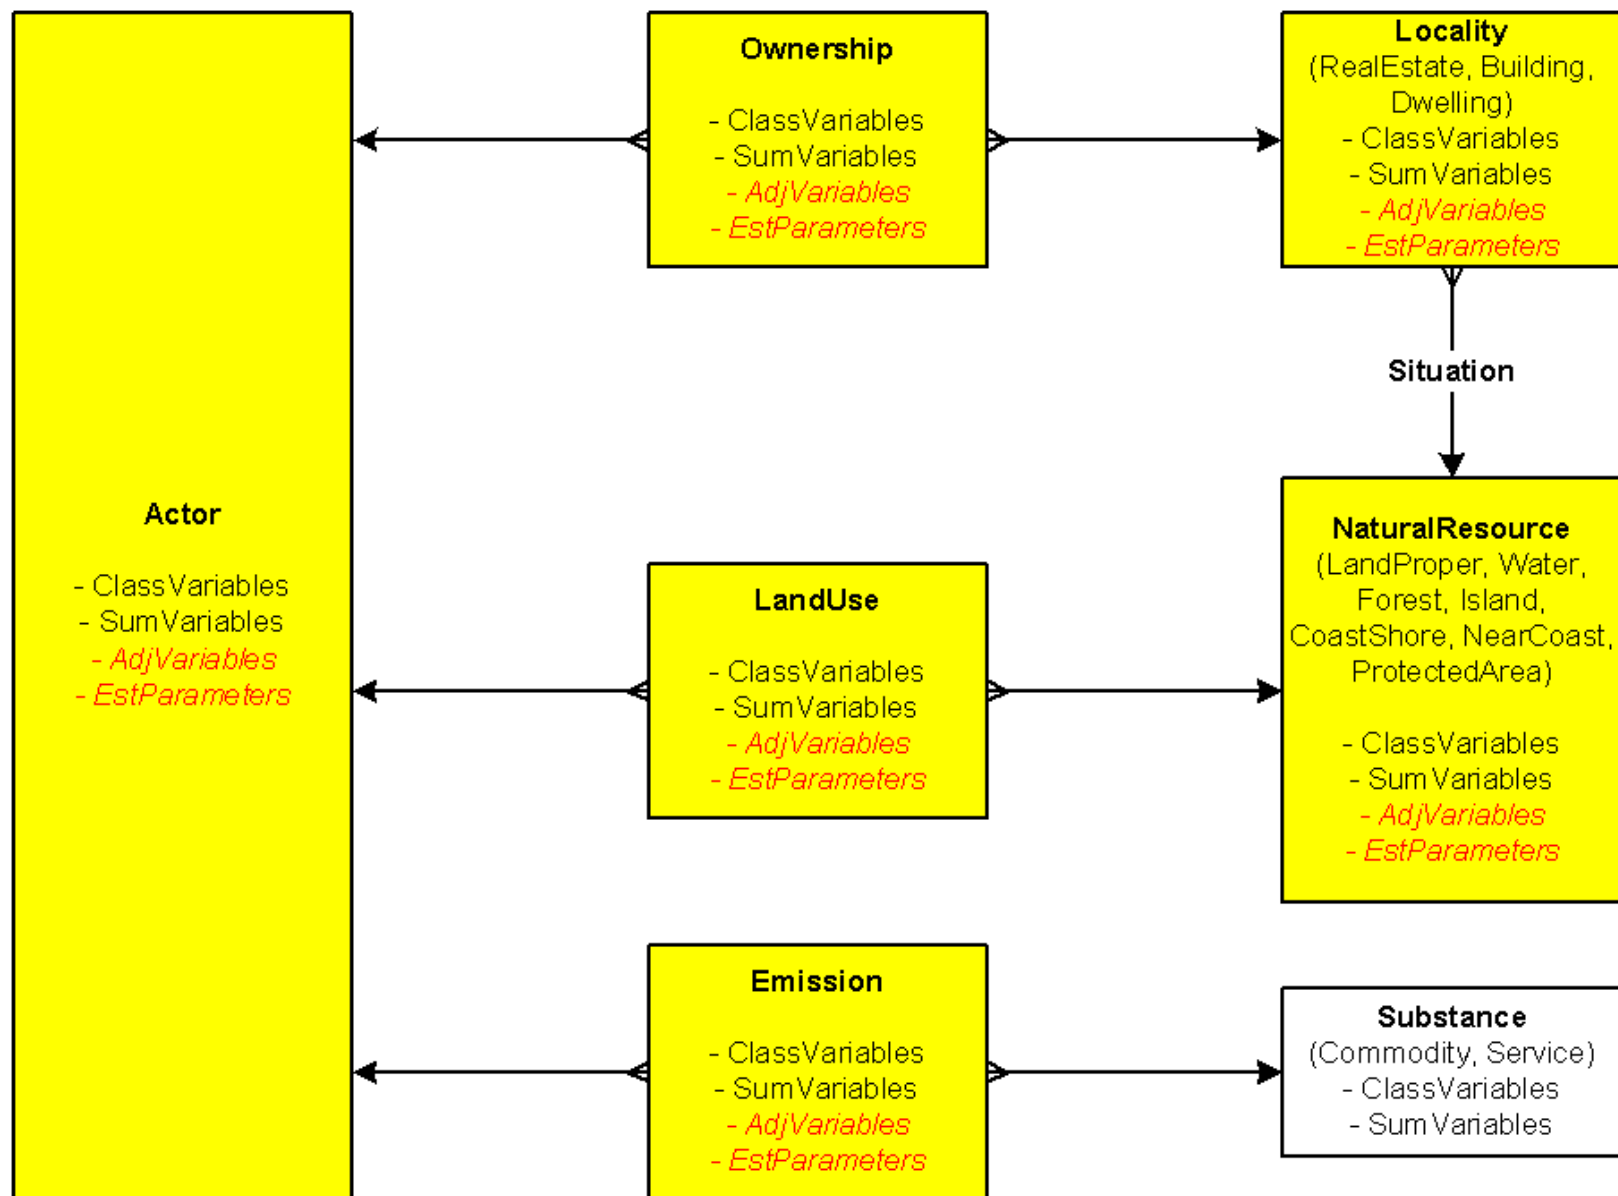 Actor
- ClassVariables
- SumVariables
- AdjVariables
- EstParameters
Ownership
- ClassVariables
- SumVariables
- AdjVariables
- EstParameters
Locality
(RealEstate, Building,
Dwelling)
- ClassVariables
- SumVariables
- AdjVariables
- EstParameters
Situation
LandUse
- ClassVariables
- SumVariables
- AdjVariables
- EstParameters
NaturalResource
(LandProper, Water,
Forest, Island,
CoastShore, NearCoast,
ProtectedArea)
- ClassVariables
- SumVariables
- AdjVariables
- EstParameters
Emission
- ClassVariables
- SumVariables
- AdjVariables
- EstParameters
Substance
(Commodity, Service)
- ClassVariables
- SumVariables